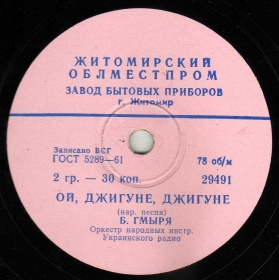 ЖИТОМИРСКИЙ
ОБЛМЕСТПРОМ
ЗАВОД БЫТОВЫХ ПРИБОРОВ
г. Житомир
Записано ВСГ
ГОСТ 5289—61 78 об/м
2 гр. — 30 коп. 29491
ОЙ, ДЖИГУНЕ, ДЖИГУНЕ
(нар. песня)
Б. ГМЫРЯ
Оркестр народных инстр.
Украинского радио